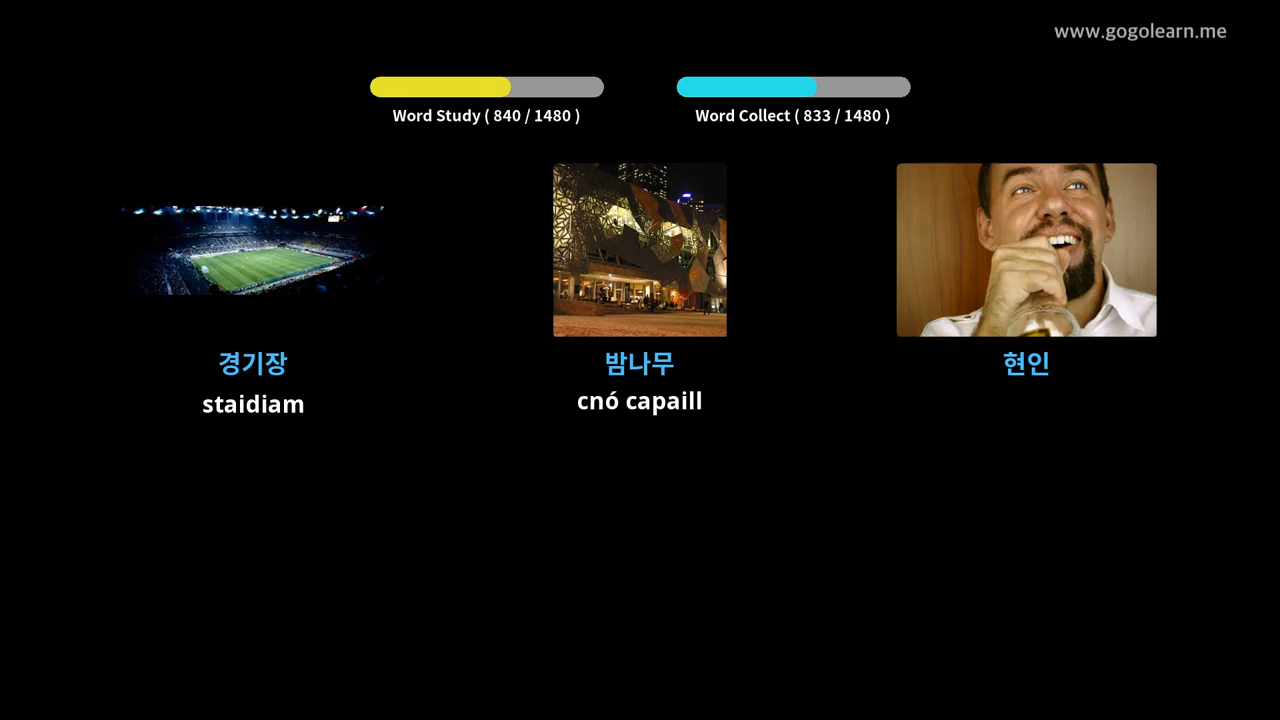 www.gogolearn.me
Word Study ( 840 / 1480 )
Word Collect ( 833 / 1480 )
경기장
밤나무
현인
staidiam
cnó capaill